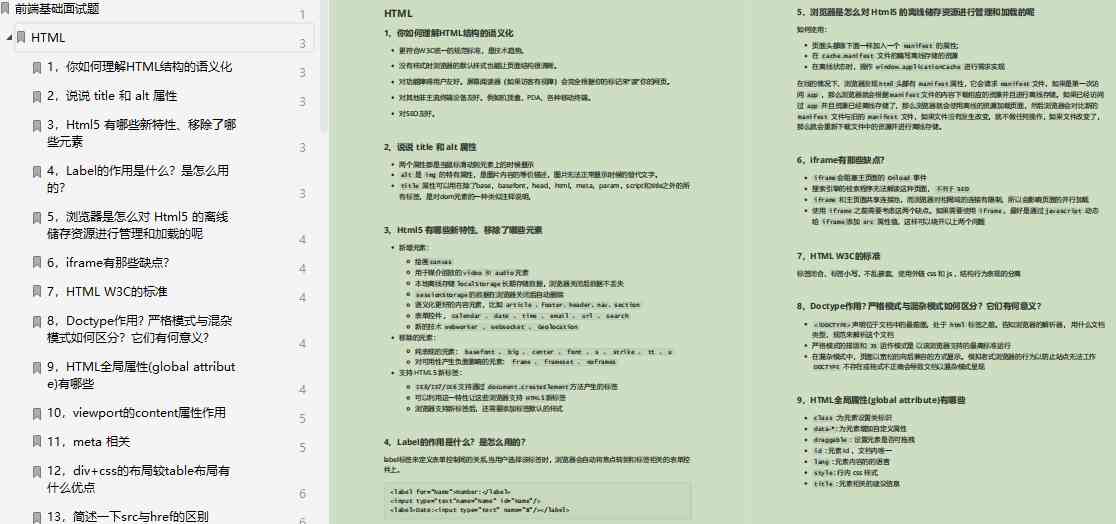 前端基础面试题
1
HTML
3
1，你如何理解HTML结构的语义化
3
2，说说 title 和 alt 属性
3
3，Html5 有哪些新特性、移除了哪
些元素
3
4，Label的作用是什么？是怎么用
的？
3
5，浏览器是怎么对 Html5 的离线
储存资源进行管理和加载的呢
4
6，iframe有那些缺点？
4
7，HTML W3C的标准
4
8，Doctype作用? 严格模式与混杂
模式如何区分？它们有何意义？
4
9，HTML全局属性(global attribut
e)有哪些
4
10，viewport的content属性作用
5
11，meta 相关
5
12，div+css的布局较table布局有
什么优点
6
13，简述一下src与href的区别
6
HTML
1，你如何理解HTML结构的语义化
更符合W3C统一的规范标准，是技术趋势。
没有样式时浏览器的默认样式也能让页面结构很清晰。
对功能障碍用户友好。屏幕阅读器（如果访客有视障）会完全根据你的标记来"读"你的网页。
对其他非主流终端设备友好。例如机顶盒、PDA、各种移动终端。
对SEO友好。
2，说说 title 和 alt 属性
两个属性都是当鼠标滑动到元素上的时候显示
alt 是 img 的特有属性，是图片内容的等价描述，图片无法正常显示时候的替代文字。
title 属性可以用在除了base，basefont，head，html，meta，param，script和title之外的所
有标签，是对dom元素的一种类似注释说明，
3，Html5 有哪些新特性、移除了哪些元素
新增元素：
绘画 canvas
用于媒介回放的 video 和 audio 元素
本地离线存储 localStorage 长期存储数据，浏览器关闭后数据不丢失
sessionStorage 的数据在浏览器关闭后自动删除
语义化更好的内容元素，比如 article 、footer、header、nav、section
表单控件， calendar 、 date 、 time 、 email 、 url 、 search
新的技术 webworker 、 websocket 、 Geolocation
移除的元素：
纯表现的元素： basefont 、 big 、 center 、 font 、 s 、 strike 、 tt 、 u
对可用性产生负面影响的元素： frame 、 frameset 、 noframes
支持 HTML5 新标签：
IE8/IE7/IE6 支持通过 document.createElement 方法产生的标签
可以利用这一特性让这些浏览器支持 HTML5 新标签
浏览器支持新标签后，还需要添加标签默认的样式
4，Label的作用是什么？是怎么用的？
label标签来定义表单控制间的关系,当用户选择该标签时，浏览器会自动将焦点转到和标签相关的表单控
件上。
<label for="Name">Number:</label>
<input type="text"name="Name" id="Name"/>
<label>Date:<input type="text" name="B"/></label>
5，浏览器是怎么对 Html5 的离线储存资源进行管理和加载的呢
如何使用：
页面头部像下面一样加入一个 manifest 的属性；
在 cache.manifest 文件的编写离线存储的资源
在离线状态时，操作 window.applicationCache 进行需求实现
在线的情况下，浏览器发现 html 头部有 manifest 属性，它会请求 manifest 文件，如果是第一次访
问 app ，那么浏览器就会根据manifest文件的内容下载相应的资源并且进行离线存储。如果已经访问
过 app 并且资源已经离线存储了，那么浏览器就会使用离线的资源加载页面，然后浏览器会对比新的
manifest 文件与旧的 manifest 文件，如果文件没有发生改变，就不做任何操作，如果文件改变了，
那么就会重新下载文件中的资源并进行离线存储。
6，iframe有那些缺点？
iframe 会阻塞主页面的 Onload 事件
搜索引擎的检索程序无法解读这种页面， 不利于 SEO
iframe 和主页面共享连接池，而浏览器对相同域的连接有限制，所以会影响页面的并行加载
使用 iframe 之前需要考虑这两个缺点。如果需要使用 iframe ，最好是通过 javascript 动态
给 iframe 添加 src 属性值，这样可以绕开以上两个问题
7，HTML W3C的标准
标签闭合、标签小写、不乱嵌套、使用外链 css 和 js 、结构行为表现的分离
8，Doctype作用? 严格模式与混杂模式如何区分？它们有何意义？
<!DOCTYPE> 声明位于文档中的最前面，处于 html 标签之前。告知浏览器的解析器， 用什么文档
类型、规范来解析这个文档
严格模式的排版和 JS 运作模式是 以该浏览器支持的最高标准运行
在混杂模式中，页面以宽松的向后兼容的方式显示。模拟老式浏览器的行为以防止站点无法工作
DOCTYPE 不存在或格式不正确会导致文档以混杂模式呈现
9，HTML全局属性(global attribute)有哪些
class :为元素设置类标识
data-*:为元素增加自定义属性
draggable : 设置元素是否可拖拽
id : 元素 id ，文档内唯一
lang : 元素内容的的语言
style : 行内 css 样式
title : 元素相关的建议信息